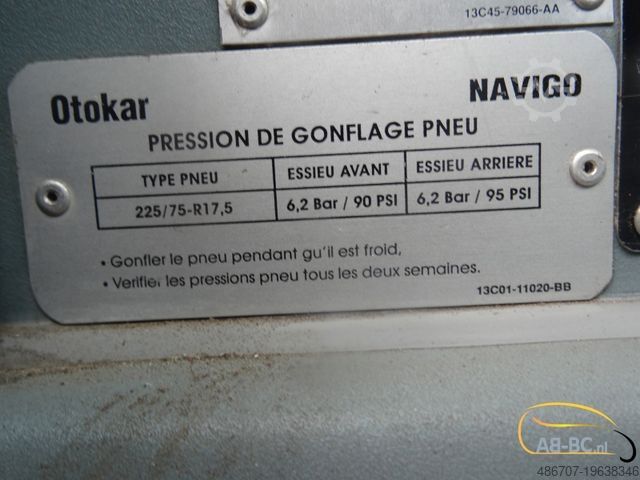 13C45-79066-AA
Otokar NAVIGO
PRESSION DE GONFLAGE PNEU
TYPE PNEU ESSIEU AVANT ESSIEU ARRIERE
225/75-R17,5 6,2 Bar / 90 PSI 6,2 Bar / 95 PSI
• Gonfler le pneu pendant gu'il est froid,
• Verifier les pressions pneu tous les deux semaines.
13C01-11020-BB
AB-BC.nl
486707-19638346